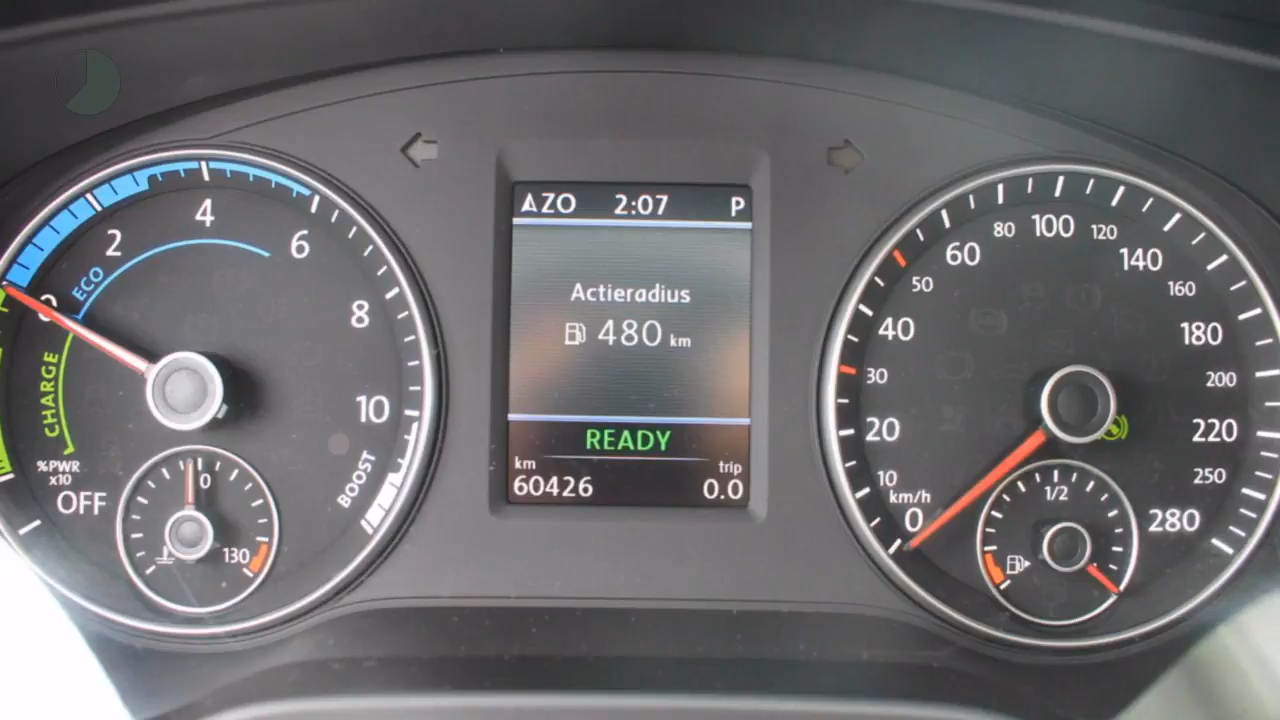 ZO 2:07 P
Actieradius
480 km
READY
km trip
60426 0.0
0 2 4 6 8 10
ECO
CHARGE
%PWR
x10
OFF
BOOST
90
130
0 10 20 30 40 50 60 80 100 120 140 160 180 200 220 250 280
km/h
1/2